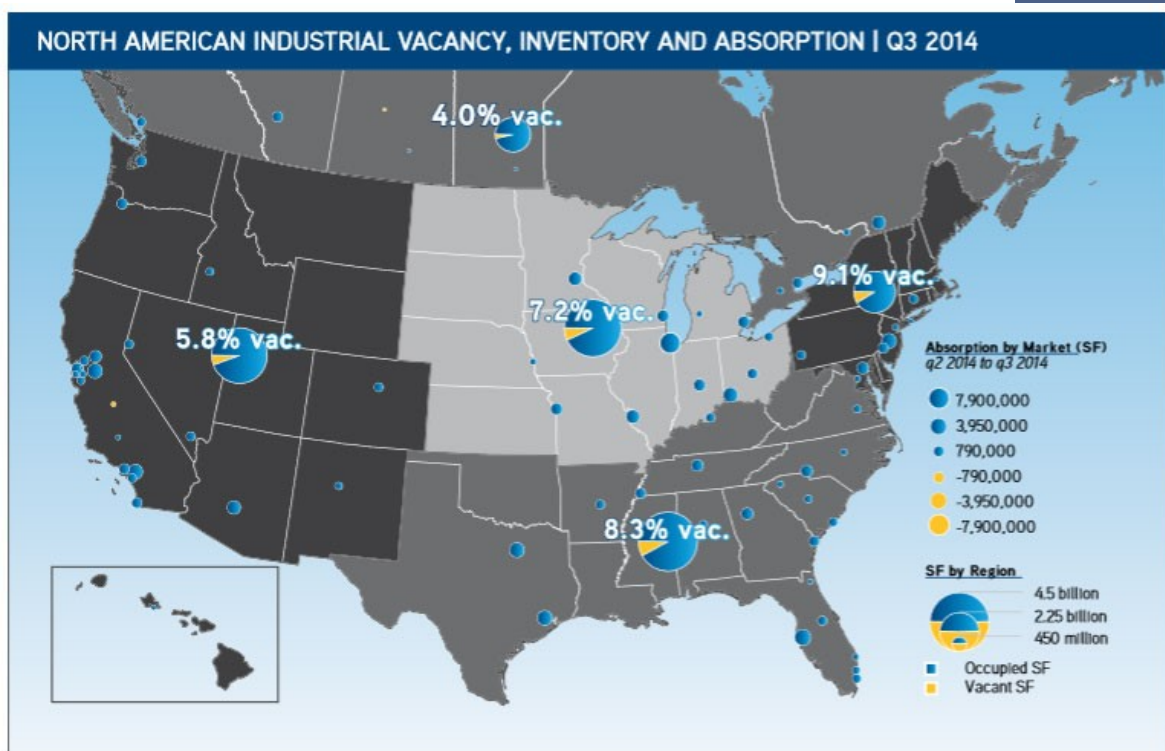 NORTH AMERICAN INDUSTRIAL VACANCY, INVENTORY AND ABSORPTION | Q3 2014
4.0% vac.
9.1% vac.
7.2% vac.
5.8% vac.
8.3% vac.
Absorption by Market (SF)
q2 2014 to q3 2014
7,900,000
3,950,000
790,000
-790,000
-3,950,000
-7,900,000
SF by Region
4.5 billion
2.25 billion
450 million
Occupied SF
Vacant SF